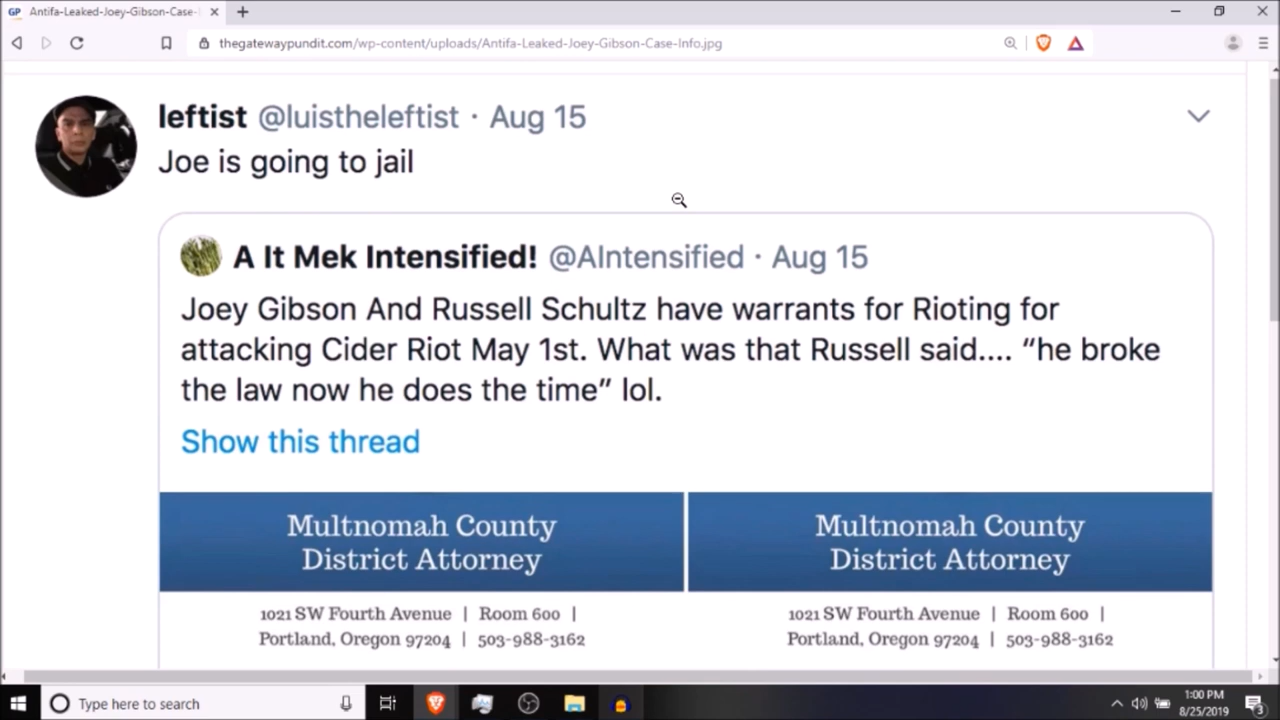 GP Antifa-Leaked-Joey-Gibson-Case-
thegatewaypundit.com/wp-content/uploads/Antifa-Leaked-Joey-Gibson-Case-Info.jpg
leftist @luistheleftist · Aug 15
Joe is going to jail
A It Mek Intensified! @AIntensified · Aug 15
Joey Gibson And Russell Schultz have warrants for Rioting for
attacking Cider Riot May 1st. What was that Russell said.... “he broke
the law now he does the time” lol.
Show this thread
Multnomah County
District Attorney
1021 SW Fourth Avenue | Room 600 |
Portland, Oregon 97204 | 503-988-3162
Multnomah County
District Attorney
1021 SW Fourth Avenue | Room 600 |
Portland, Oregon 97204 | 503-988-3162
Type here to search
1:00 PM
8/25/2019
3